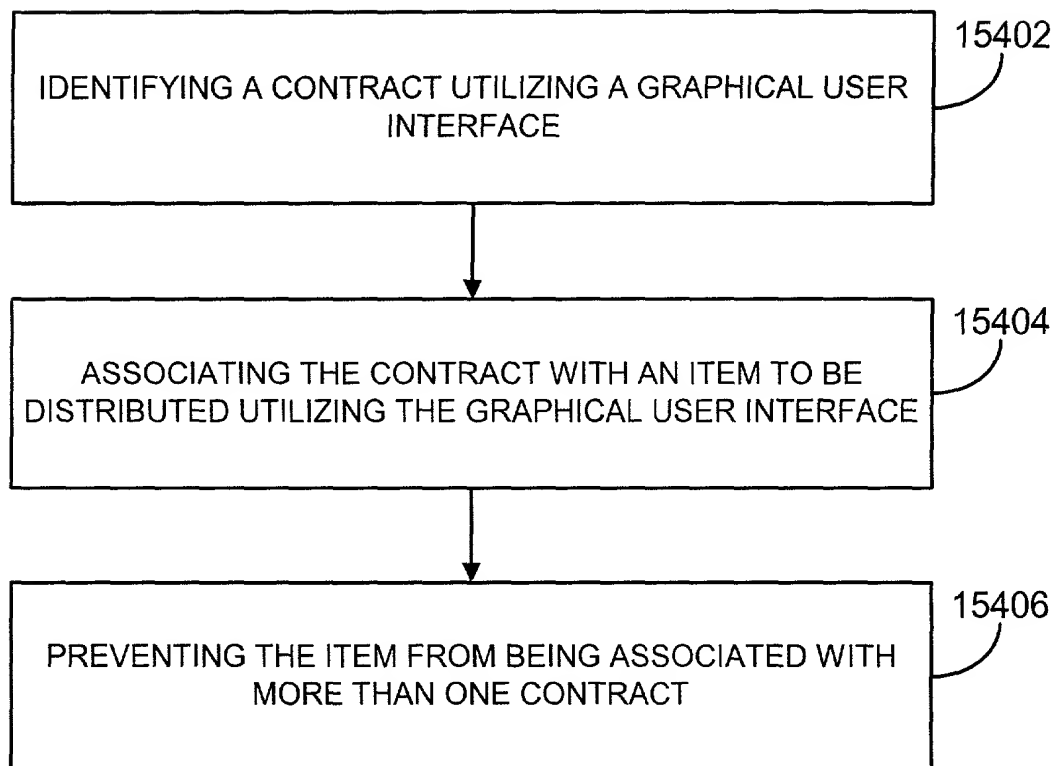 15402
IDENTIFYING A CONTRACT UTILIZING A GRAPHICAL USER
INTERFACE
15404
ASSOCIATING THE CONTRACT WITH AN ITEM TO BE
DISTRIBUTED UTILIZING THE GRAPHICAL USER INTERFACE
15406
PREVENTING THE ITEM FROM BEING ASSOCIATED WITH
MORE THAN ONE CONTRACT